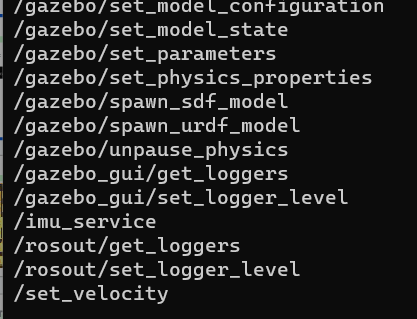 /gazebo/set_model_configuration
/gazebo/set_model_state
/gazebo/set_parameters
/gazebo/set_physics_properties
/gazebo/spawn_sdf_model
/gazebo/spawn_urdf_model
/gazebo/unpause_physics
/gazebo_gui/get_loggers
/gazebo_gui/set_logger_level
/imu_service
/rosout/get_loggers
/rosout/set_logger_level
/set_velocity